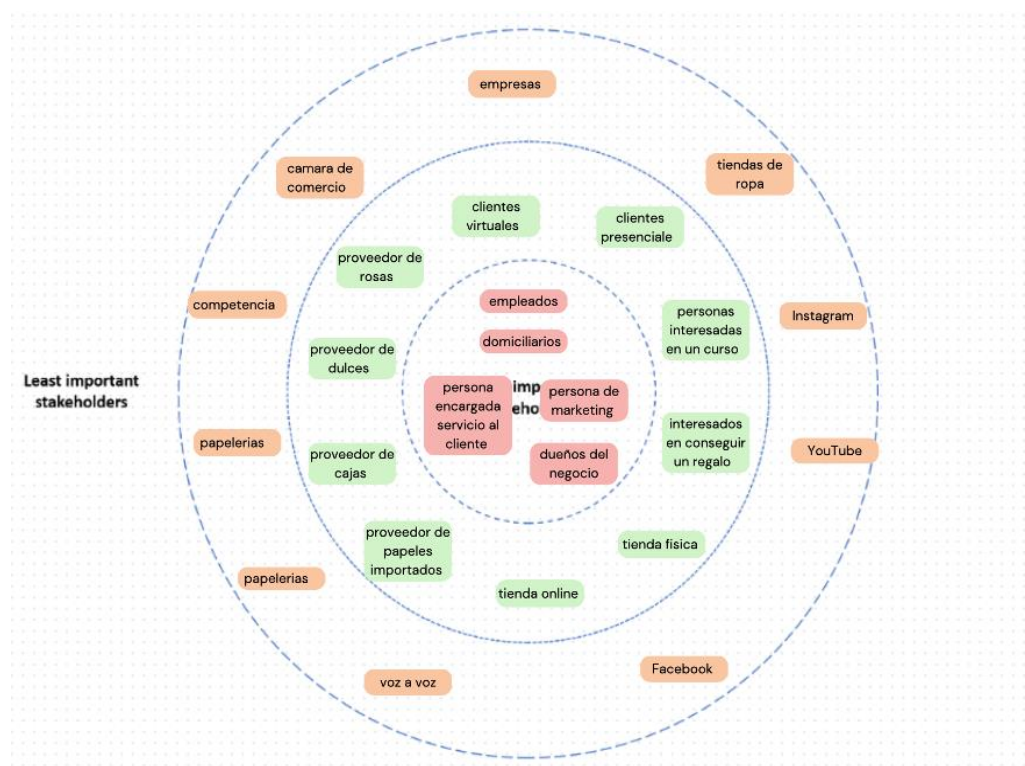 empresas
camara de
comercio
tiendas de
ropa
clientes
virtuales
clientes
presenciale
proveedor de
rosas
competencia
empleados
personas
interesadas
en un curso
Instagram
domiciliarios
proveedor de
dulces
Least important
stakeholders
persona
encargada
servicio al
cliente
imp
eho
persona de
marketing
papelerias
proveedor de
cajas
dueños del
negocio
interesados
en conseguir
un regalo
YouTube
proveedor de
papeles
importados
tienda fisica
papelerias
tienda online
voz a voz
Facebook